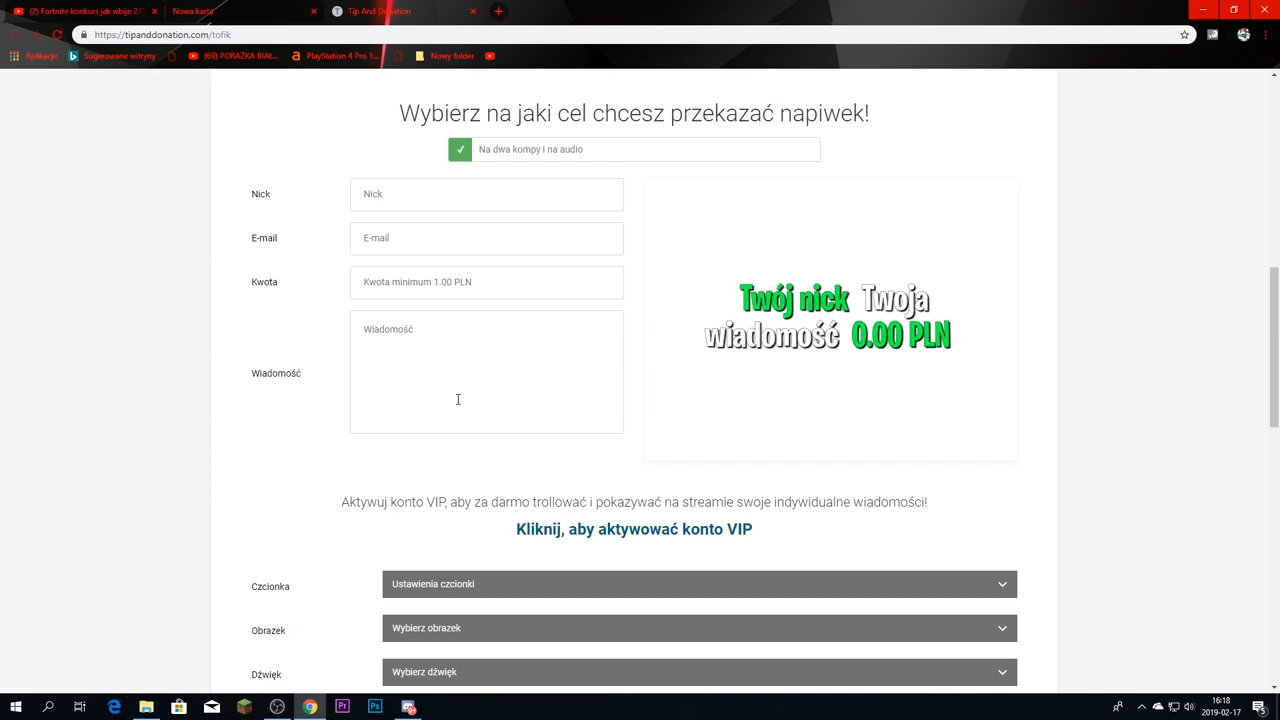 (2) Fortnite konkurs jak wbije 27
Nowa karta
Tip And Donation
https://tipanddonation.com/tofik
Aplikacje
Sugerowane witryny
(69) PORAŻKA BIAŁ...
PlayStation 4 Pro 1...
Nowy folder
Wybierz na jaki cel chcesz przekazać napiwek!
Na dwa kompy i na audio
Nick
Nick
E-mail
E-mail
Kwota
Kwota minimum 1.00 PLN
Wiadomość
Wiadomość
Twój nick Twoja
wiadomość 0.00 PLN
Aktywuj konto VIP, aby za darmo trollować i pokazywać na streamie swoje indywidualne wiadomości!
Kliknij, aby aktywować konto VIP
Czcionka
Ustawienia czcionki
Obrazek
Wybierz obrazek
Dźwięk
Wybierz dźwięk
16:18
2019-02-17